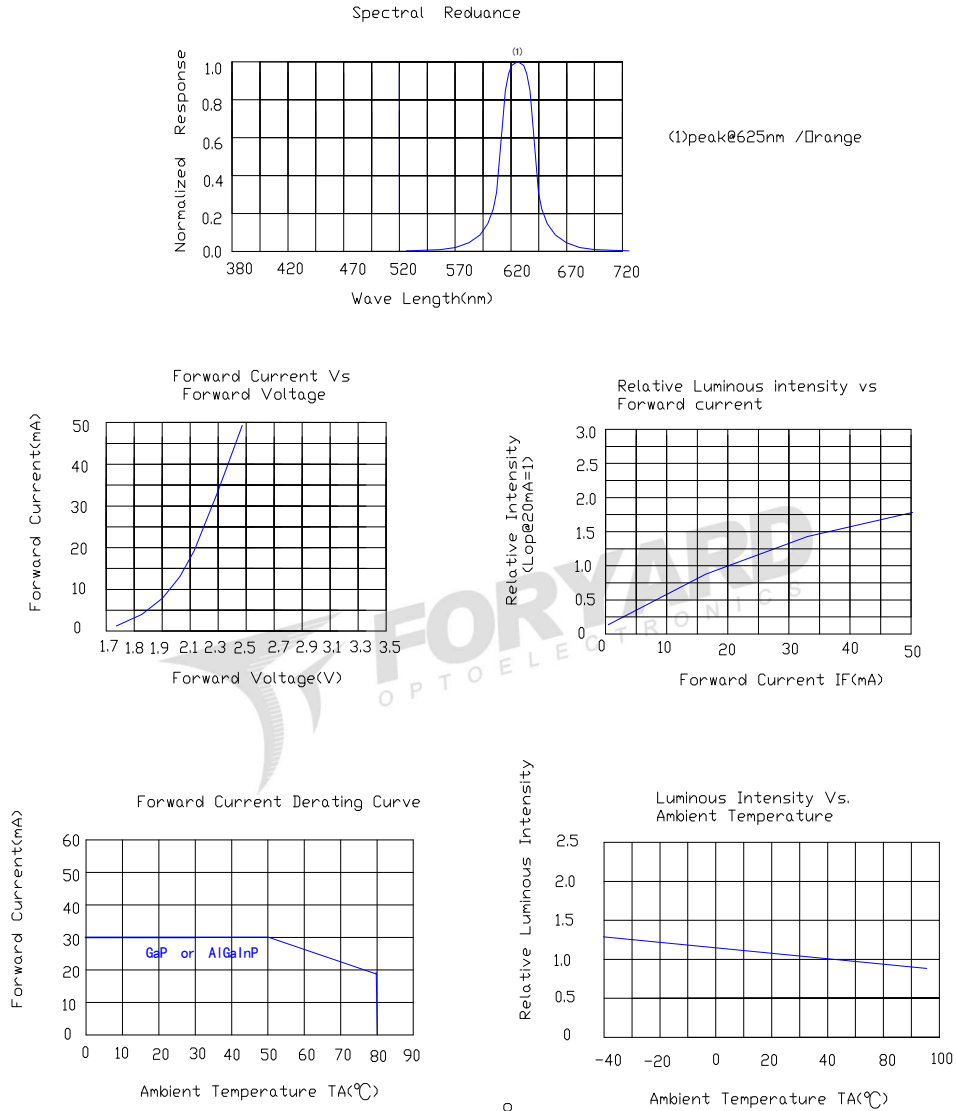 Spectral Reduance
(1)
Normalized Response
1.0
0.8
0.6
0.4
0.2
0.0
380 420 470 520 570 620 670 720
Wave Length(nm)
(1)peak@625nm /Orange
Forward Current Vs
Forward Voltage
Forward Current(mA)
50
40
30
20
10
0
1.7 1.8 1.9 2.1 2.3 2.5 2.7 2.9 3.1 3.3 3.5
Forward Voltage(V)
Relative Luminous intensity vs
Forward current
Relative Intensity
(Lop@20mA=1)
3.0
2.5
2.0
1.5
1.0
0.5
0
0 10 20 30 40 50
Forward Current IF(mA)
FORYARD
OPTOELECTRONICS
Forward Current Derating Curve
Forward Current(mA)
60
50
40
30
20
10
0
GaP or AlGaInP
0 10 20 30 40 50 60 70 80 90
Ambient Temperature TA(℃)
Luminous Intensity Vs.
Ambient Temperature
Relative Luminous Intensity
2.5
2.0
1.5
1.0
0.5
0
-40 -20 0 20 40 60 80 100
Ambient Temperature TA(℃)